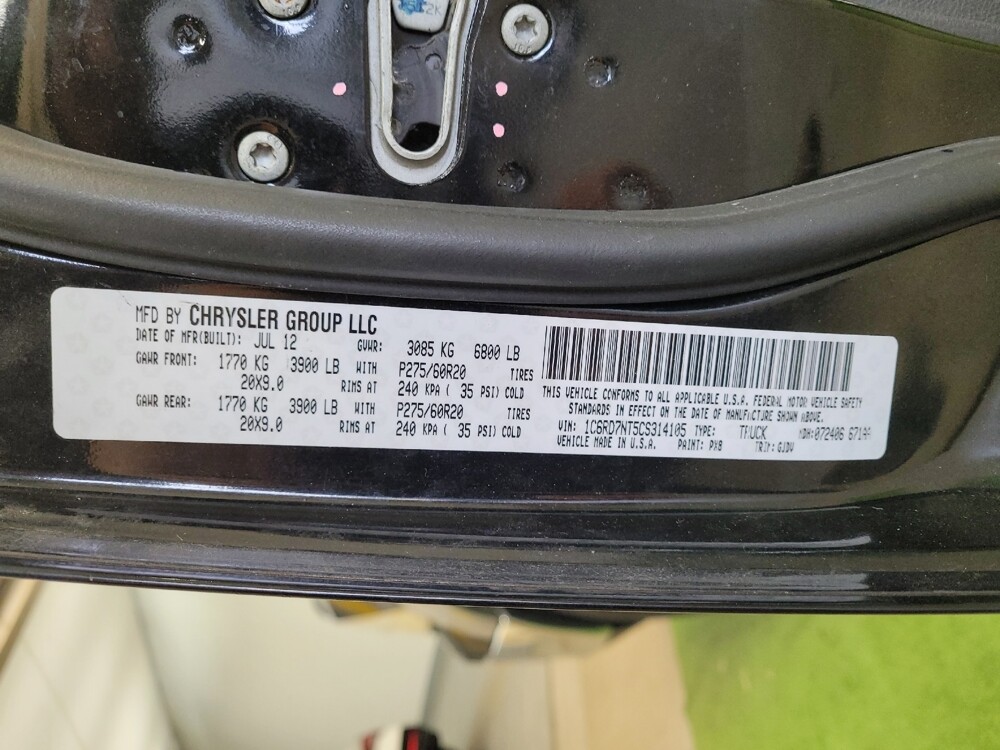 MFD BY CHRYSLER GROUP LLC
DATE OF MFR(BUILT): JUL 12 GVWR: 3085 KG 6800 LB
GAWR FRONT: 1770 KG 3900 LB WITH P275/60R20 TIRES
20X9.0 RIMS AT 240 KPA ( 35 PSI) COLD
GAWR REAR: 1770 KG 3900 LB WITH P275/60R20 TIRES
20X9.0 RIMS AT 240 KPA ( 35 PSI) COLD
THIS VEHICLE CONFORMS TO ALL APPLICABLE U.S.A. FEDERAL MOTOR VEHICLE SAFETY
STANDARDS IN EFFECT ON THE DATE OF MANUFACTURE SHOWN ABOVE.
VIN: 1C6RD7NT5CS314105 TYPE: TRUCK MDH:072406
VEHICLE MADE IN U.S.A. PAINT: PX8 TRIM: GJDV